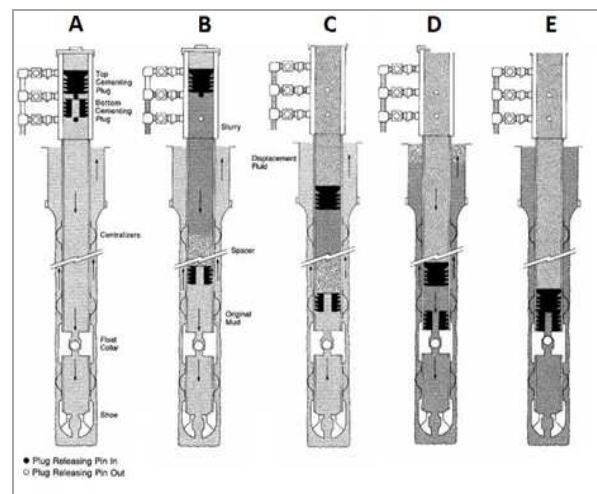 A B C D E
Top
Cementing
Plug
Bottom
Cementing
Plug
Slurry
Displacement
Fluid
Centralizers
Spacer
Original
Mud
Float
Collar
Shoe
● Plug Releasing Pin In
○ Plug Releasing Pin Out